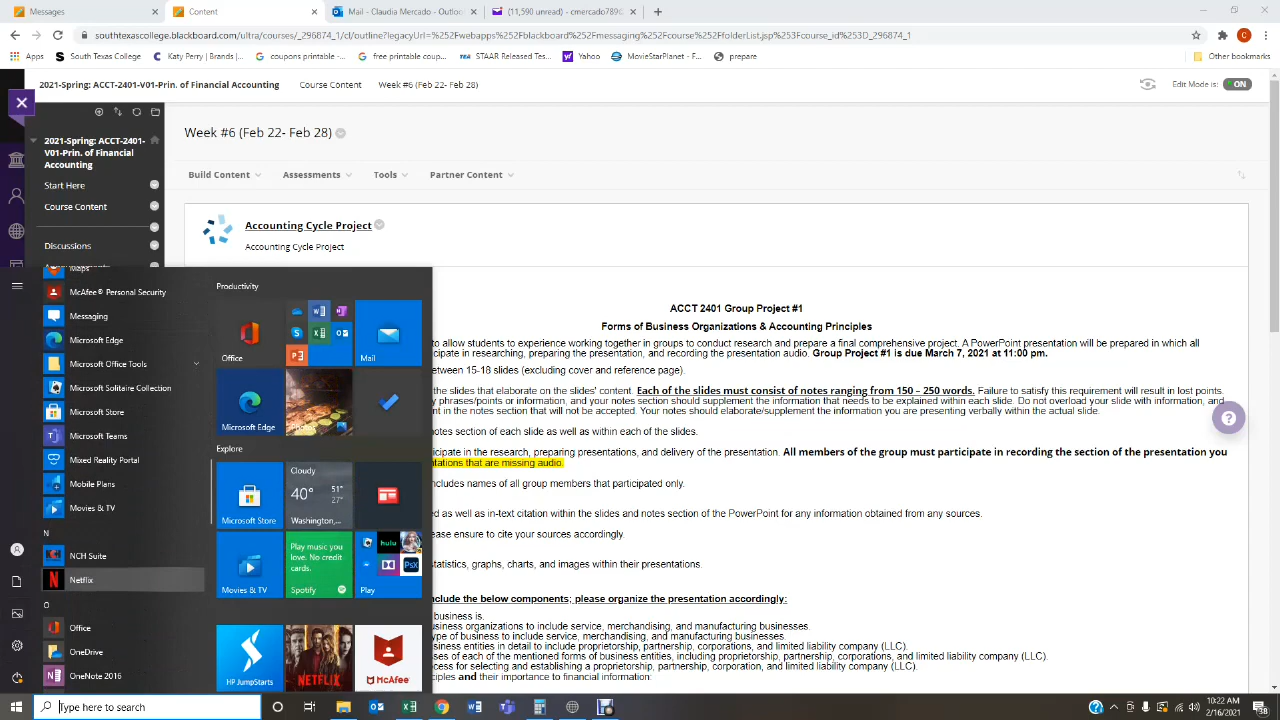 Messages
Content
Mail - Claudia Mercado - Outloo
(11,590 unread) - cmercado789
southtexascollege.blackboard.com/ultra/courses/_296874_1/cl/outline?legacyUrl=%252Fwebapps%252Fblackboard%252Fmessaging%252Fcourse%252FfolderList.jsp%253Fcourse_id%253D_296874_1
C
Apps
South Texas College
Katy Perry | Brands |...
free printable coup...
coupons printable -...
STAAR Released Test...
Yahoo
MovieStarPlanet - F...
prepare
Other bookmarks
2021-Spring: ACCT-2401-V01-Prin. of Financial Accounting
Course Content
Week #6 (Feb 22- Feb 28)
Edit Mode is:
ON
2021-Spring: ACCT-2401-
V01-Prin. of Financial
Accounting
Start Here
Course Content
Discussions
Week #6 (Feb 22- Feb 28)
Build Content
Assessments
Tools
Partner Content
Accounting Cycle Project
Accounting Cycle Project
ACCT 2401 Group Project #1
Forms of Business Organizations & Accounting Principles
to allow students to experience working together in groups to conduct research and prepare a final comprehensive project. A PowerPoint presentation will be prepared in which all
icipate in researching, preparing the presentation, and recording the presentation audio. Group Project #1 is due March 7, 2021 at 11:00 pm.
etween 15-18 slides (excluding cover and reference page).
the slides that elaborate on the slides' content. Each of the slides must consist of notes ranging from 150 – 250 words. Failure to satisfy this requirement will result in lost points.
y phrases/points or information, and your notes section should supplement the information that needs to be explained within each slide. Do not overload your slide with information, and
ent in the notes section that will not be accepted. Your notes should elaborate/supplement the information you are presenting verbally within the actual slide.
notes section of each slide as well as within each of the slides.
icipate in the research, preparing presentations, and delivery of the presentation. All members of the group must participate in recording the section of the presentation you
ntations that are missing audio.
ncludes names of all group members that participated only.
ed as well as in-text citation within the slides and notes section of the PowerPoint for any information obtained from any sources.
ease ensure to cite your sources accordingly.
tatistics, graphs, charts, and images within their presentations.
nclude the below components; please organize the presentation accordingly:
business is.
usiness organizations to include service, merchandising, and manufacturing businesses.
type of business to include service, merchandising, and manufacturing businesses.
usiness entities in detail to include proprietorship, partnership, corporations, and limited liability company (LLC).
ses of each of the mentioned forms of business entities, including proprietorship, partnership, corporations, and limited liability company (LLC).
cess for selecting and establishing a proprietorship, partnership, corporation, and limited liability company (LLC).
ciples and their importance to financial information:
Maps
McAfee® Personal Security
Messaging
Microsoft Edge
Microsoft Office Tools
Microsoft Solitaire Collection
Microsoft Store
Microsoft Teams
Mixed Reality Portal
Mobile Plans
Movies & TV
N
NCH Suite
Netflix
O
Office
OneDrive
OneNote 2016
Productivity
Office
Mail
Microsoft Edge
Explore
Microsoft Store
Cloudy
40° 51° 27°
Washington,...
Movies & TV
Play music you
love. No credit
cards.
Spotify
hulu
PsX
Play
HP JumpStarts
NETFLIX
McAfee
Type here to search
10:22 AM
2/16/2021
38